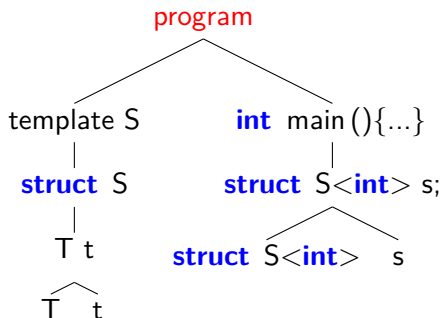 program
template S int main(){...}
struct S struct S<int> s;
T t struct S<int> s
T t